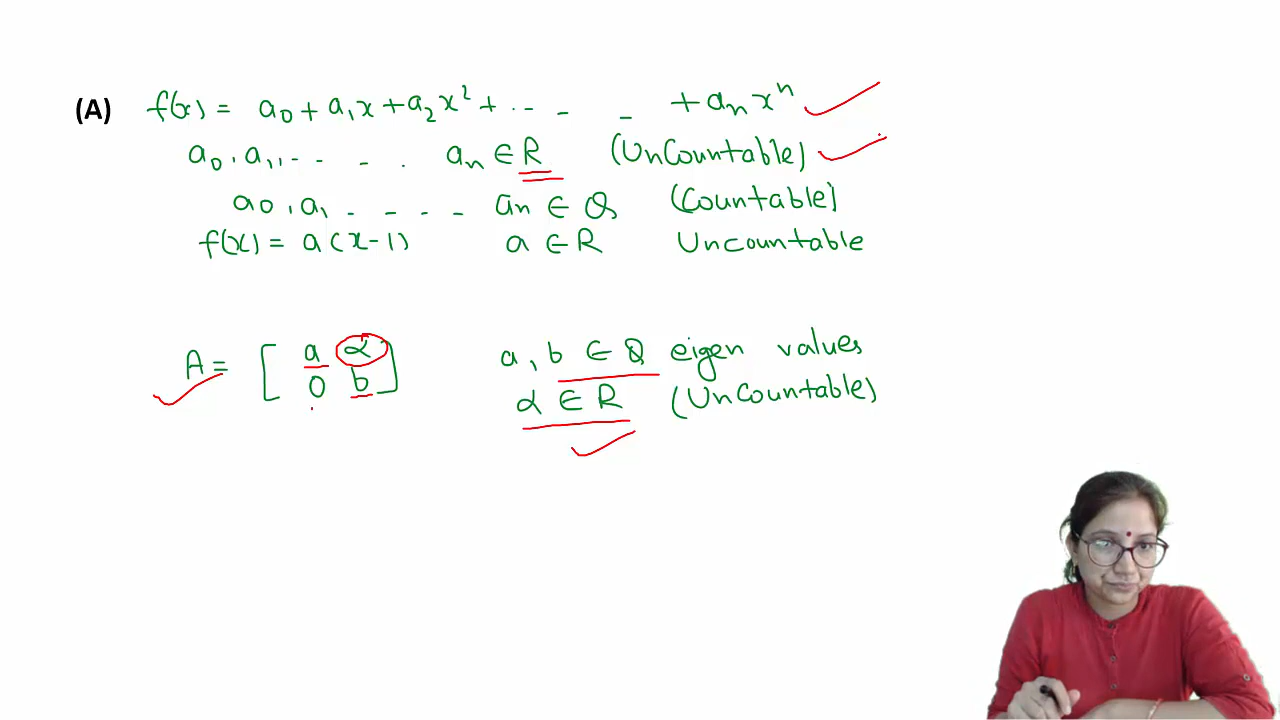 (A) f(x) = a₀ + a₁x + a₂x² + .. - - + aₙxⁿ
a₀, a₁, .. - - . aₙ ∈ R (UnCountable)
a₀, a₁ - - - - aₙ ∈ Q (Countable)
f(x) = a(x-1) a ∈ R Uncountable
A = [ a α a, b ∈ Q eigen values
0 b ] α ∈ R (UnCountable)